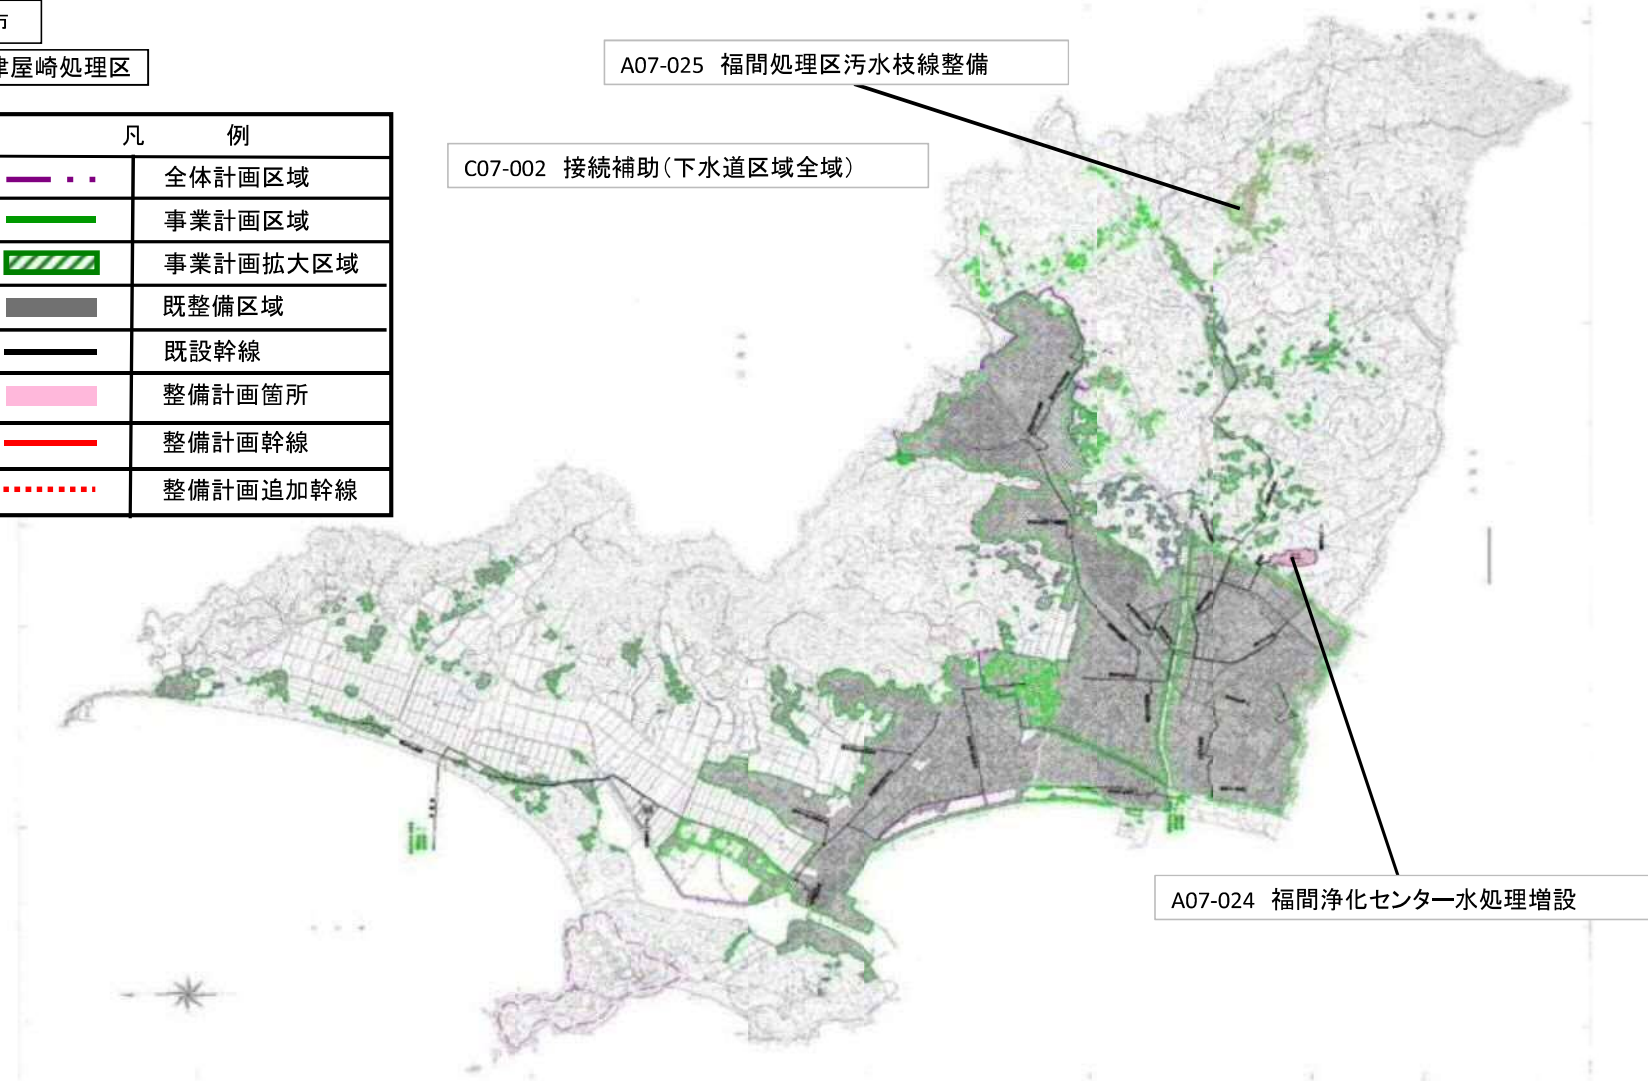 市
津屋崎処理区
凡 例
全体計画区域
事業計画区域
事業計画拡大区域
既整備区域
既設幹線
整備計画箇所
整備計画幹線
整備計画追加幹線
A07-025 福間処理区汚水枝線整備
C07-002 接続補助(下水道区域全域)
A07-024 福間浄化センター水処理増設